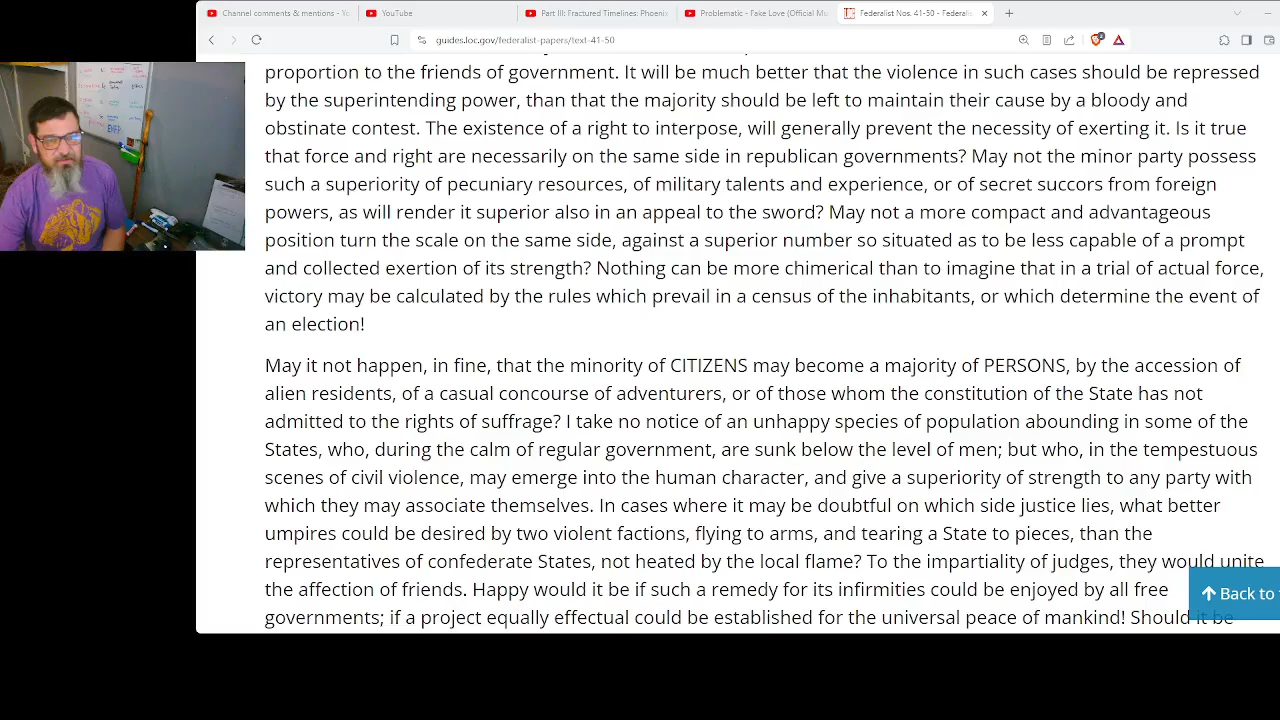 Channel comments & mentions - Yo
YouTube
Part III: Fractured Timelines: Phoenix
Problematic - Fake Love (Official Mu
Federalist Nos. 41-50 - Federalis
guides.loc.gov/federalist-papers/text-41-50
proportion to the friends of government. It will be much better that the violence in such cases should be repressed
by the superintending power, than that the majority should be left to maintain their cause by a bloody and
obstinate contest. The existence of a right to interpose, will generally prevent the necessity of exerting it. Is it true
that force and right are necessarily on the same side in republican governments? May not the minor party possess
such a superiority of pecuniary resources, of military talents and experience, or of secret succors from foreign
powers, as will render it superior also in an appeal to the sword? May not a more compact and advantageous
position turn the scale on the same side, against a superior number so situated as to be less capable of a prompt
and collected exertion of its strength? Nothing can be more chimerical than to imagine that in a trial of actual force,
victory may be calculated by the rules which prevail in a census of the inhabitants, or which determine the event of
an election!
May it not happen, in fine, that the minority of CITIZENS may become a majority of PERSONS, by the accession of
alien residents, of a casual concourse of adventurers, or of those whom the constitution of the State has not
admitted to the rights of suffrage? I take no notice of an unhappy species of population abounding in some of the
States, who, during the calm of regular government, are sunk below the level of men; but who, in the tempestuous
scenes of civil violence, may emerge into the human character, and give a superiority of strength to any party with
which they may associate themselves. In cases where it may be doubtful on which side justice lies, what better
umpires could be desired by two violent factions, flying to arms, and tearing a State to pieces, than the
representatives of confederate States, not heated by the local flame? To the impartiality of judges, they would unite
the affection of friends. Happy would it be if such a remedy for its infirmities could be enjoyed by all free
governments; if a project equally effectual could be established for the universal peace of mankind! Should it be
Back to